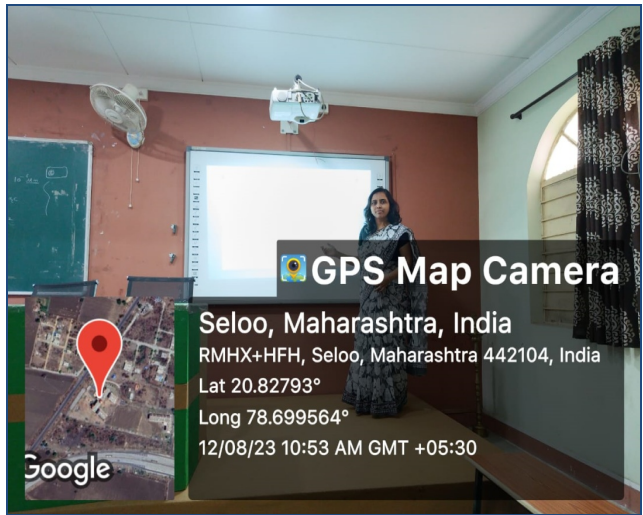 GPS Map Camera
Seloo, Maharashtra, India
RMHX+HFH, Seloo, Maharashtra 442104, India
Lat 20.82793°
Long 78.699564°
12/08/23 10:53 AM GMT +05:30
Google